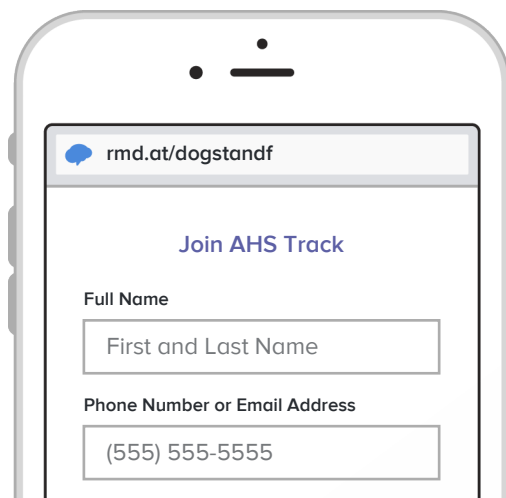 rmd.at/dogstandf
Join AHS Track
Full Name
First and Last Name
Phone Number or Email Address
(555) 555-5555